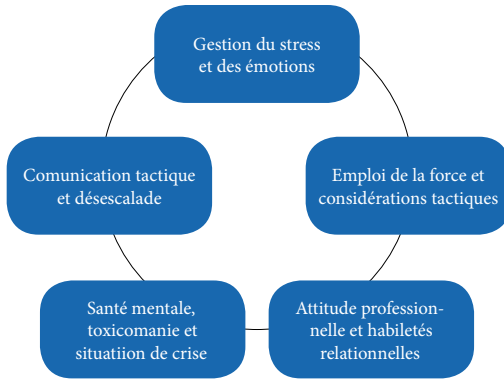 Gestion du stress
et des émotions
Comunication tactique
et désescalade
Emploi de la force et
considérations tactiques
Santé mentale,
toxicomanie et
situatiion de crise
Attitude profession-
nelle et habiletés
relationnelles